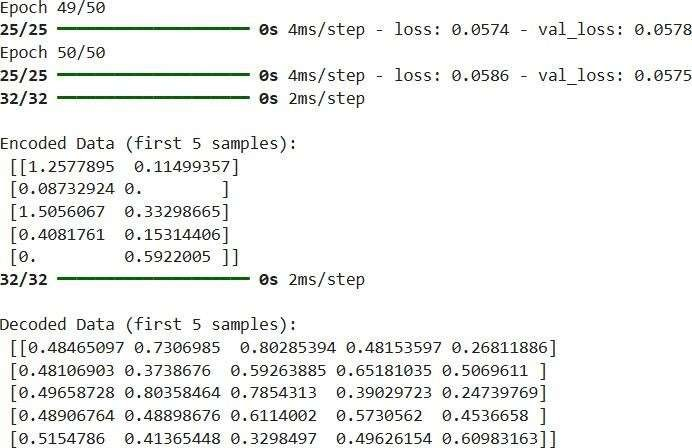 Epoch 49/50
25/25 ━━━━━━━━━━━━━━━━━━━━ 0s 4ms/step - loss: 0.0574 - val_loss: 0.0578
Epoch 50/50
25/25 ━━━━━━━━━━━━━━━━━━━━ 0s 4ms/step - loss: 0.0586 - val_loss: 0.0575
32/32 ━━━━━━━━━━━━━━━━━━━━ 0s 2ms/step
Encoded Data (first 5 samples):
[[1.2577895 0.11499357]
[0.08732924 0. ]
[1.5056067 0.33298665]
[0.4081761 0.15314406]
[0. 0.5922005 ]]
32/32 ━━━━━━━━━━━━━━━━━━━━ 0s 2ms/step
Decoded Data (first 5 samples):
[[0.48465097 0.7306985 0.80285394 0.48153597 0.26811886]
[0.48106903 0.3738676 0.59263885 0.65181035 0.5069611 ]
[0.49658728 0.80358464 0.7854313 0.39029723 0.24739769]
[0.48906764 0.48898676 0.6114002 0.5730562 0.4536658 ]
[0.5154786 0.41365448 0.3298497 0.49626154 0.60983163]]